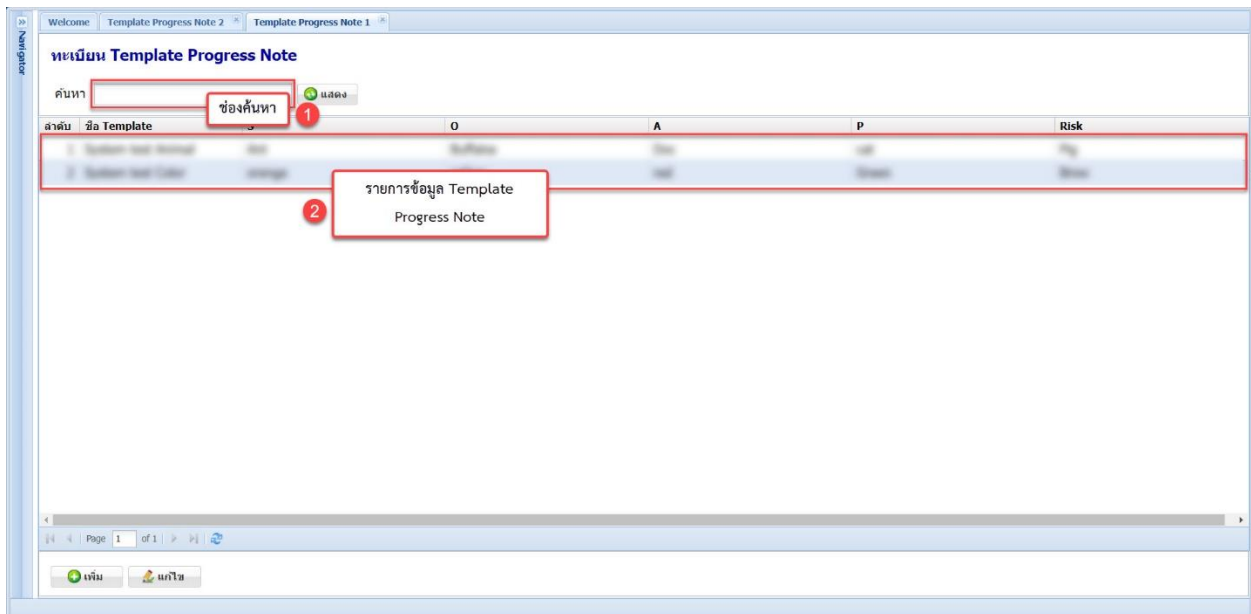 Welcome Template Progress Note 2 Template Progress Note 1
Navigator
ทะเบียน Template Progress Note
ค้นหา แสดง
ช่องค้นหา 1
ลำดับ ชื่อ Template O A P Risk
รายการข้อมูล Template
2 Progress Note
Page 1 of 1
เพิ่ม แก้ไข